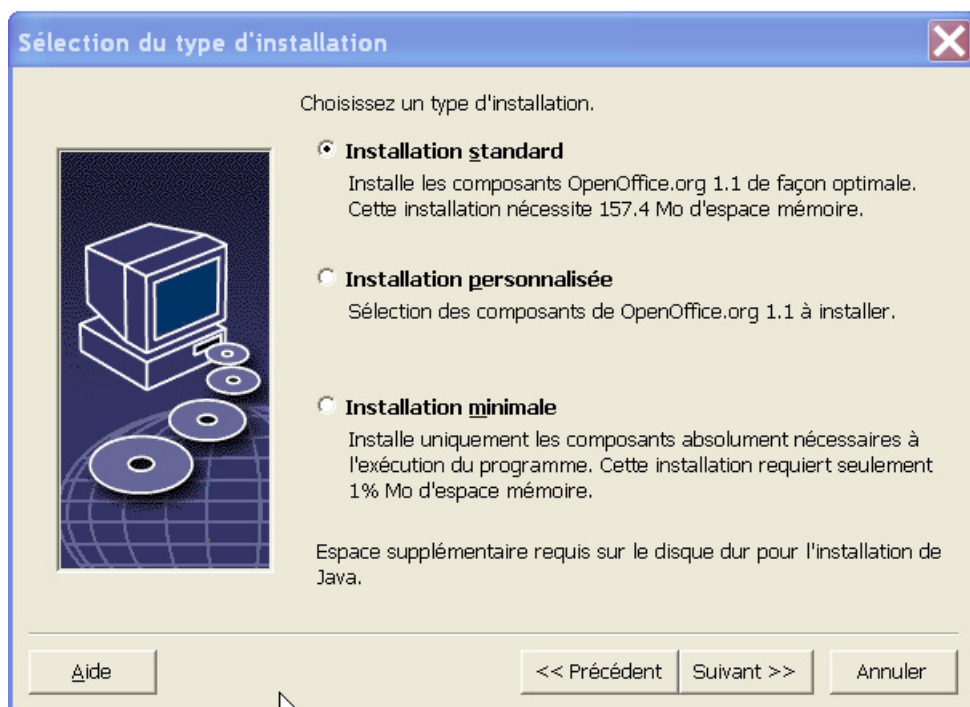 Sélection du type d'installation
Choisissez un type d'installation.
Installation standard
Installe les composants OpenOffice.org 1.1 de façon optimale.
Cette installation nécessite 157.4 Mo d'espace mémoire.
Installation personnalisée
Sélection des composants de OpenOffice.org 1.1 à installer.
Installation minimale
Installe uniquement les composants absolument nécessaires à
l'exécution du programme. Cette installation requiert seulement
1% Mo d'espace mémoire.
Espace supplémentaire requis sur le disque dur pour l'installation de
Java.
Aide << Précédent Suivant >> Annuler